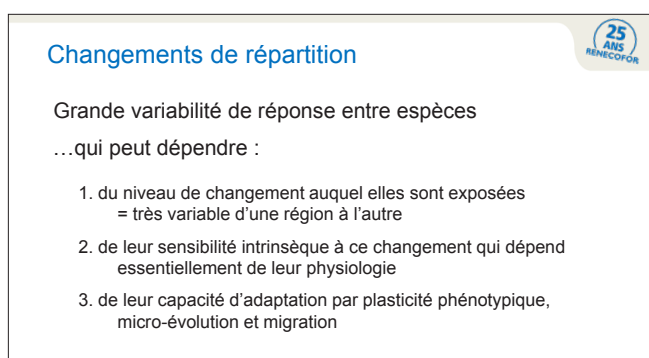 25
ANS
RENECOFOR
Changements de répartition
Grande variabilité de réponse entre espèces
…qui peut dépendre :
1. du niveau de changement auquel elles sont exposées
= très variable d’une région à l’autre
2. de leur sensibilité intrinsèque à ce changement qui dépend
essentiellement de leur physiologie
3. de leur capacité d’adaptation par plasticité phénotypique,
micro-évolution et migration